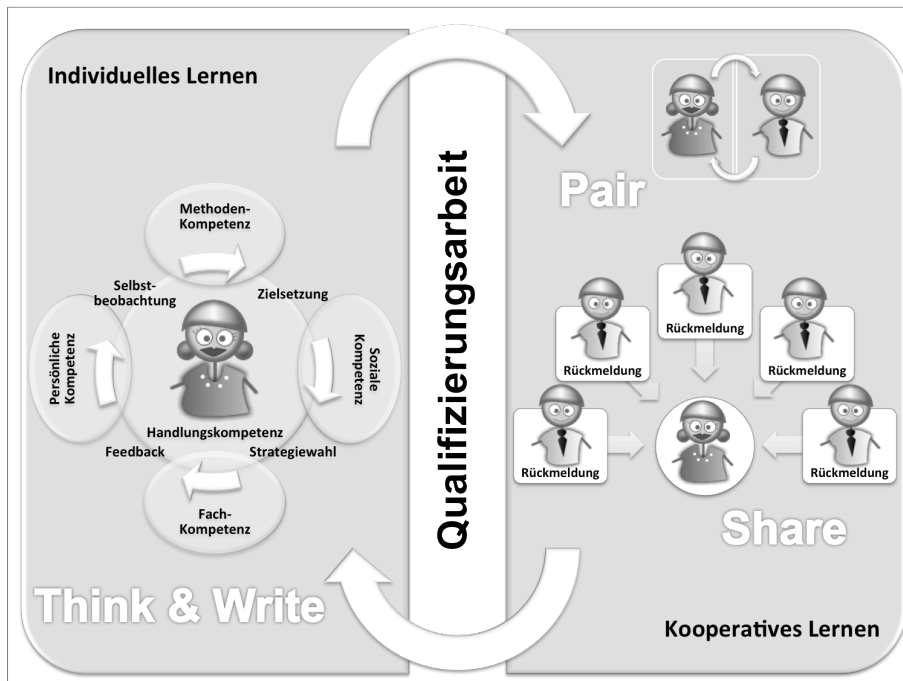 Individuelles Lernen
Methoden-
Kompetenz
Selbst-
beobachtung
Zielsetzung
Persönliche
Kompetenz
Soziale
Kompetenz
Handlungskompetenz
Feedback
Strategiewahl
Fach-
Kompetenz
Think & Write
Qualifizierungsarbeit
Pair
Rückmeldung
Rückmeldung
Rückmeldung
Rückmeldung
Rückmeldung
Share
Kooperatives Lernen